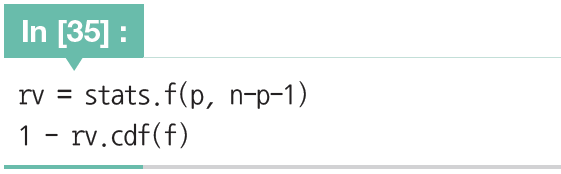 In [35] :
rv = stats.f(p, n-p-1)
1 - rv.cdf(f)